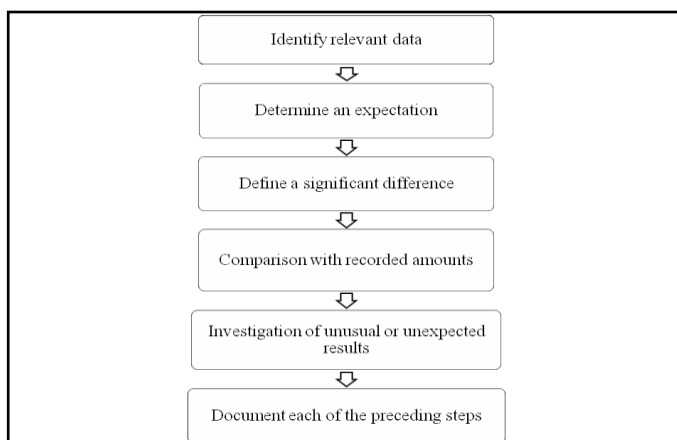 Identify relevant data
Determine an expectation
Define a significant difference
Comparison with recorded amounts
Investigation of unusual or unexpected
results
Document each of the preceding steps